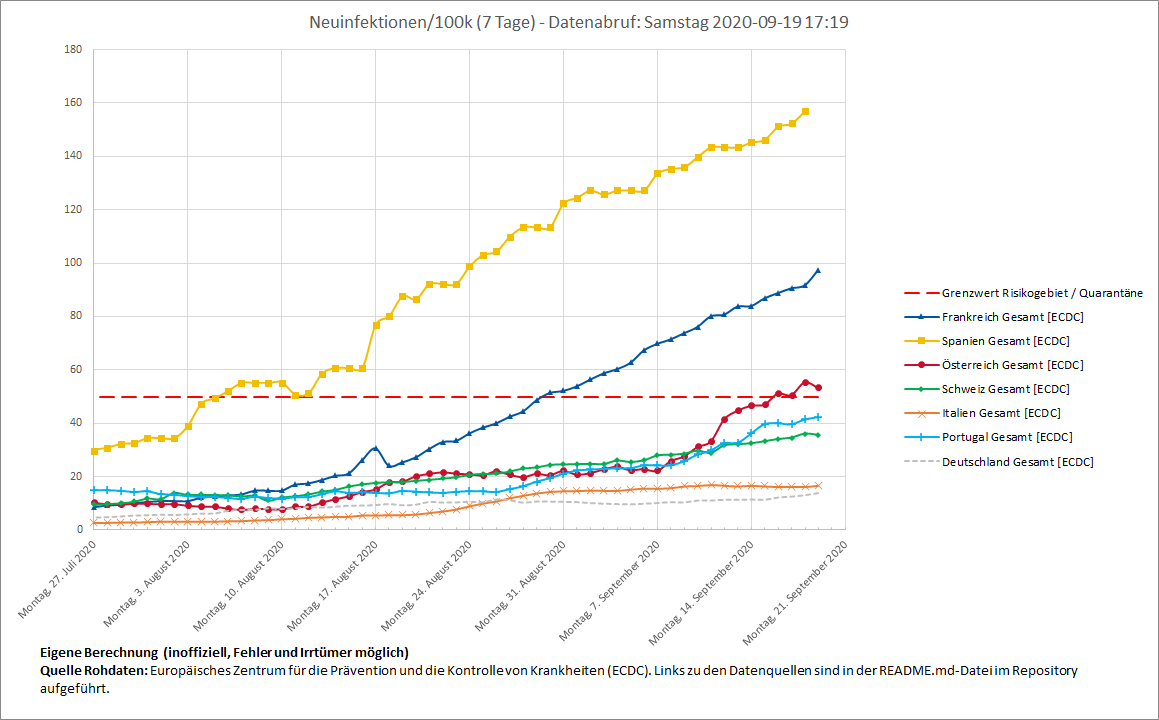 Neuinfektionen/100k (7 Tage) - Datenabruf: Samstag 2020-09-19 17:19
180
160
140
120
100
80
60
40
20
0
Montag, 27. Juli 2020
Montag, 3. August 2020
Montag, 10. August 2020
Montag, 17. August 2020
Montag, 24. August 2020
Montag, 31. August 2020
Montag, 7. September 2020
Montag, 14. September 2020
Montag, 21. September 2020
Grenzwert Risikogebiet / Quarantäne
Frankreich Gesamt [ECDC]
Spanien Gesamt [ECDC]
Österreich Gesamt [ECDC]
Schweiz Gesamt [ECDC]
Italien Gesamt [ECDC]
Portugal Gesamt [ECDC]
Deutschland Gesamt [ECDC]
Eigene Berechnung (inoffiziell, Fehler und Irrtümer möglich)
Quelle Rohdaten: Europäisches Zentrum für die Prävention und die Kontrolle von Krankheiten (ECDC). Links zu den Datenquellen sind in der README.md-Datei im Repository
aufgeführt.